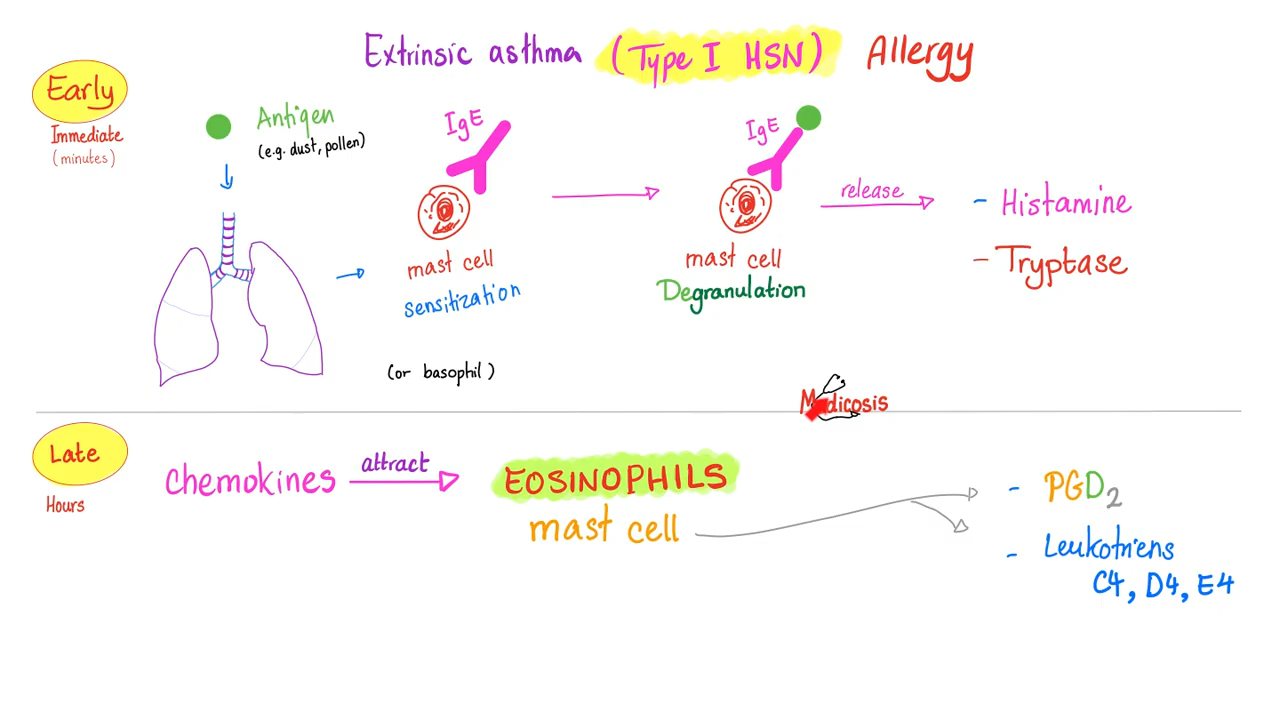 Extrinsic asthma (Type I HSN) Allergy
Early
Immediate
(minutes)
Antigen
(e.g. dust, pollen)
IgE
mast cell
sensitization
(or basophil)
IgE
mast cell
Degranulation
release
- Histamine
- Tryptase
Medicosis
Late
Hours
Chemokines
attract
EOSINOPHILS
mast cell
- PGD2
- Leukotriens
C4, D4, E4